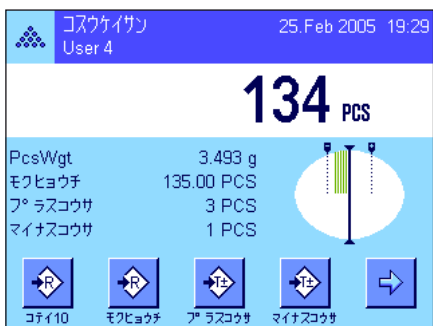 コスウケイサン 25.Feb 2005 19:29
User 4
134 PCS
PcsWgt 3.493 g
モクヒョウチ 135.00 PCS
プラスコウサ 3 PCS
マイナスコウサ 1 PCS
R R T± T±
コテイ10 モクヒョウチ プラスコウサ マイナスコウサ